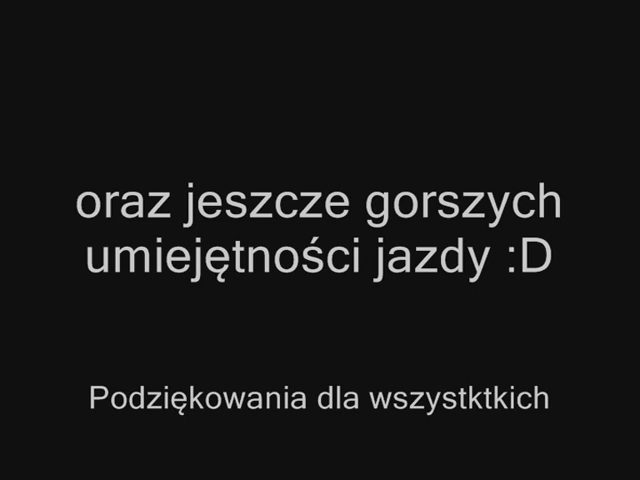 oraz jeszcze gorszych
umiejętności jazdy :D
Podziękowania dla wszystktkich